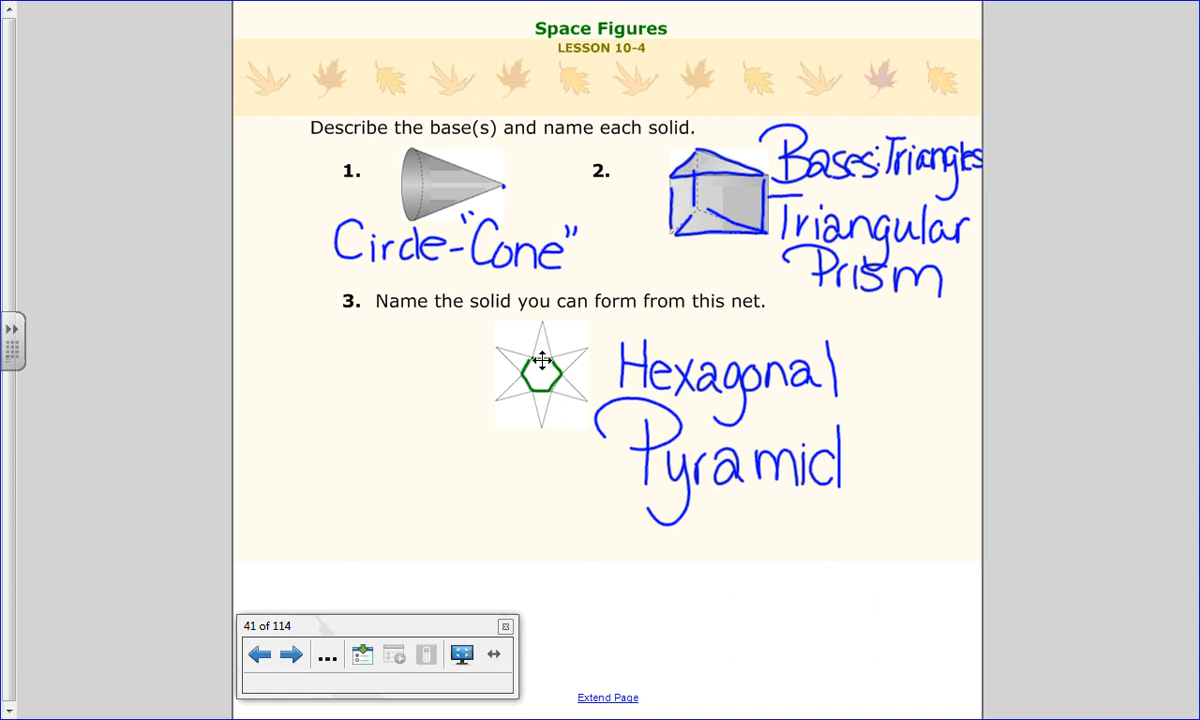 Space Figures
LESSON 10-4
Describe the base(s) and name each solid.
1.
Circle-"Cone"
2.
Bases: Triangles
Triangular
Prism
3. Name the solid you can form from this net.
Hexagonal
Pyramid
41 of 114
...
Extend Page